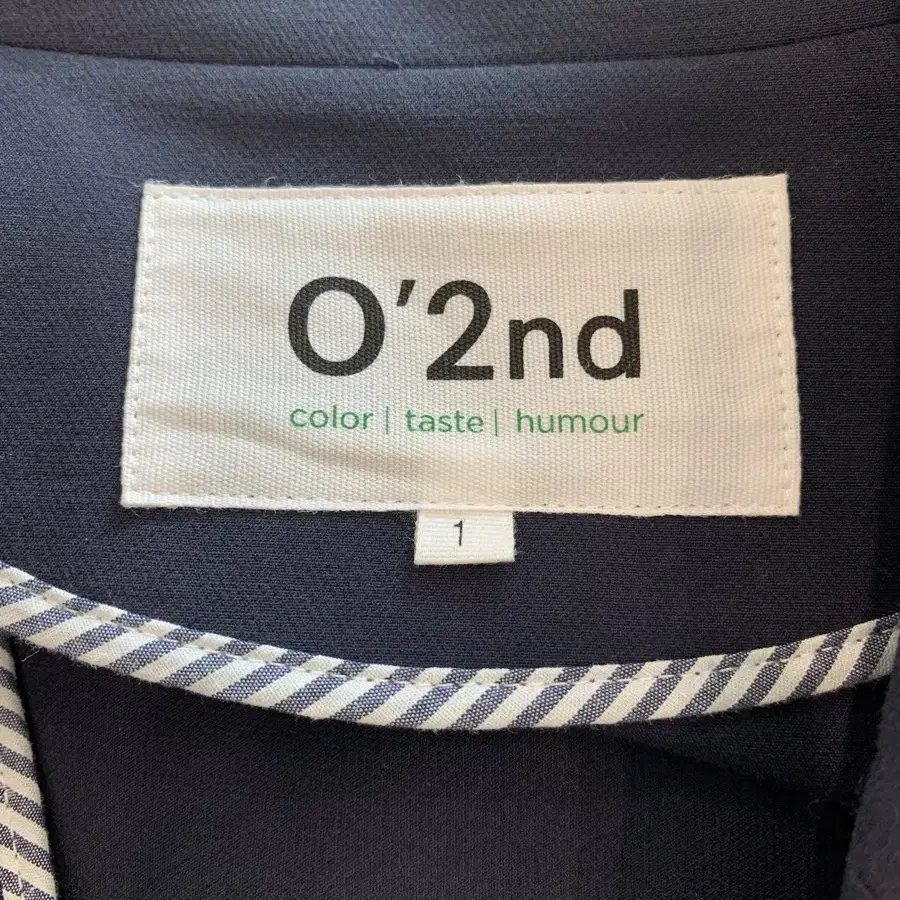 O'2nd
color | taste | humour
1